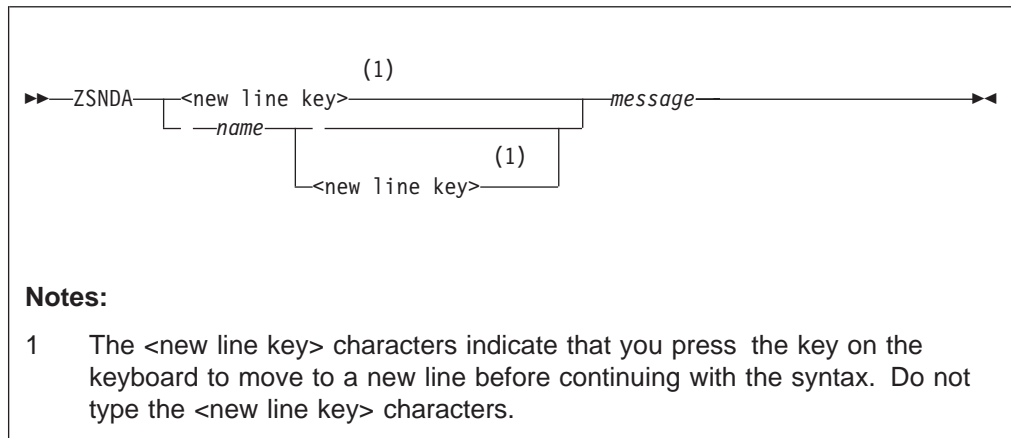 (1)
ZSNDA <new line key> message
name
(1)
<new line key>
Notes:
1 The <new line key> characters indicate that you press the key on the
keyboard to move to a new line before continuing with the syntax. Do not
type the <new line key> characters.